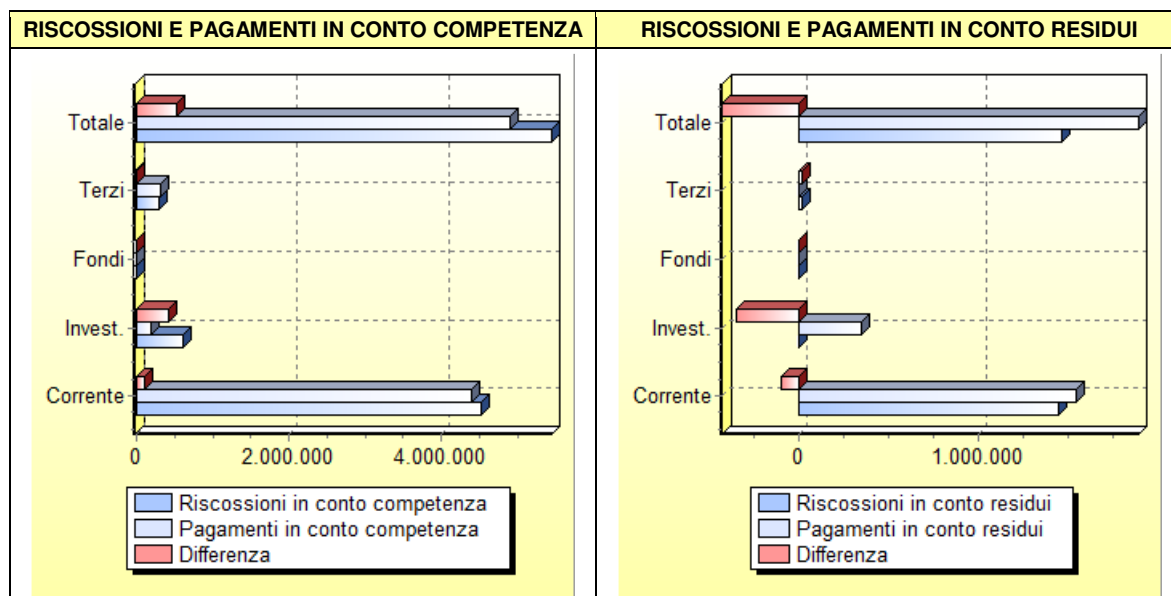 RISCOSSIONI E PAGAMENTI IN CONTO COMPETENZA
Totale
Terzi
Fondi
Invest.
Corrente
0 2.000.000 4.000.000
Riscossioni in conto competenza
Pagamenti in conto competenza
Differenza
RISCOSSIONI E PAGAMENTI IN CONTO RESIDUI
Totale
Terzi
Fondi
Invest.
Corrente
0 1.000.000
Riscossioni in conto residui
Pagamenti in conto residui
Differenza